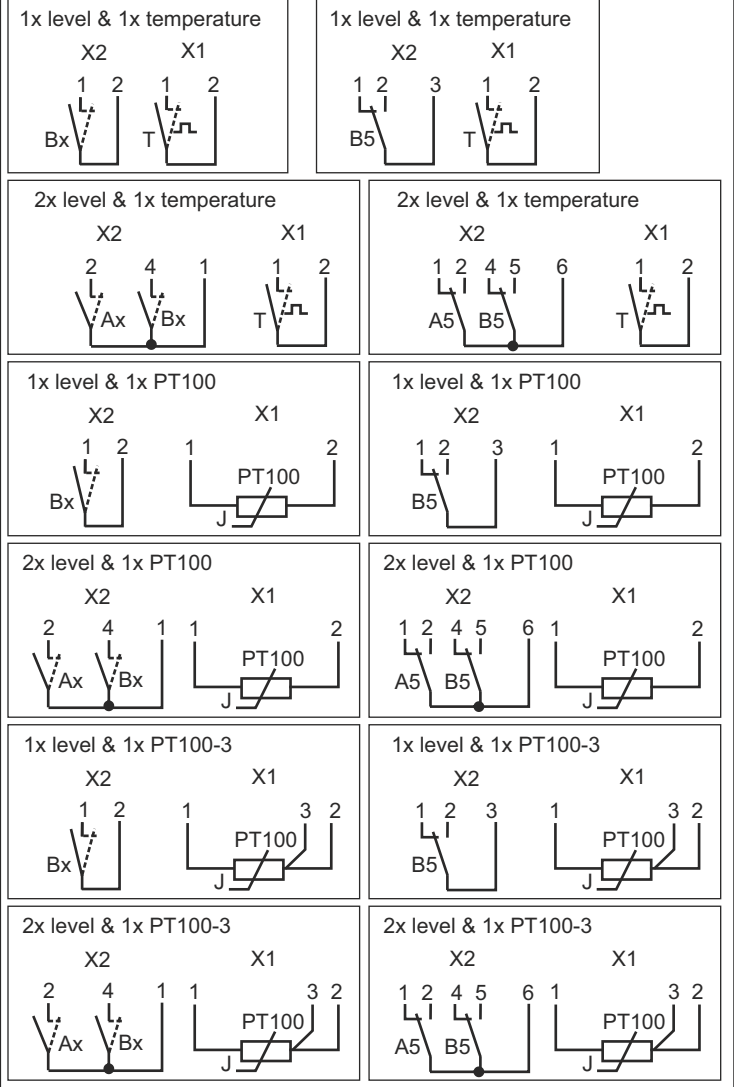 1x level & 1x temperature
X2 X1
1 2 1 2
Bx T
1x level & 1x temperature
X2 X1
1 2 3 1 2
B5 T
2x level & 1x temperature
X2 X1
2 4 1 1 2
Ax Bx T
2x level & 1x temperature
X2 X1
1 2 4 5 6 1 2
A5 B5 T
1x level & 1x PT100
X2 X1
1 2 1 2
PT100
Bx
J
1x level & 1x PT100
X2 X1
1 2 3 1 2
PT100
B5
J
2x level & 1x PT100
X2 X1
2 4 1 1 2
PT100
Ax Bx
J
2x level & 1x PT100
X2 X1
1 2 4 5 6 1 2
PT100
A5 B5
J
1x level & 1x PT100-3
X2 X1
1 2 1 3 2
PT100
Bx
J
1x level & 1x PT100-3
X2 X1
1 2 3 1 3 2
PT100
B5
J
2x level & 1x PT100-3
X2 X1
2 4 1 1 3 2
PT100
Ax Bx
J
2x level & 1x PT100-3
X2 X1
1 2 4 5 6 1 3 2
PT100
A5 B5
J